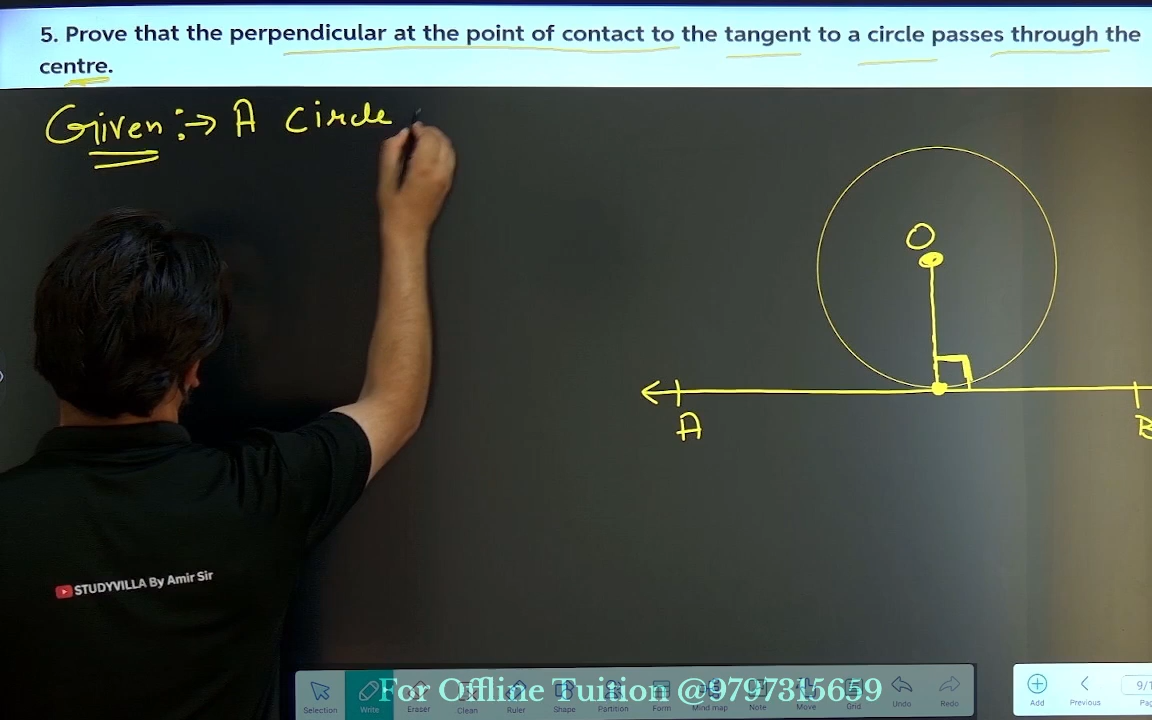 5. Prove that the perpendicular at the point of contact to the tangent to a circle passes through the
centre.
Given :→ A circle
O
A
B
STUDYVILLA By Amir Sir
For Offline Tuition @9797315659
Selection Write Eraser Clean Ruler Shape Partition Form Mind map Note Move Grid Undo Redo
Add Previous 9/1